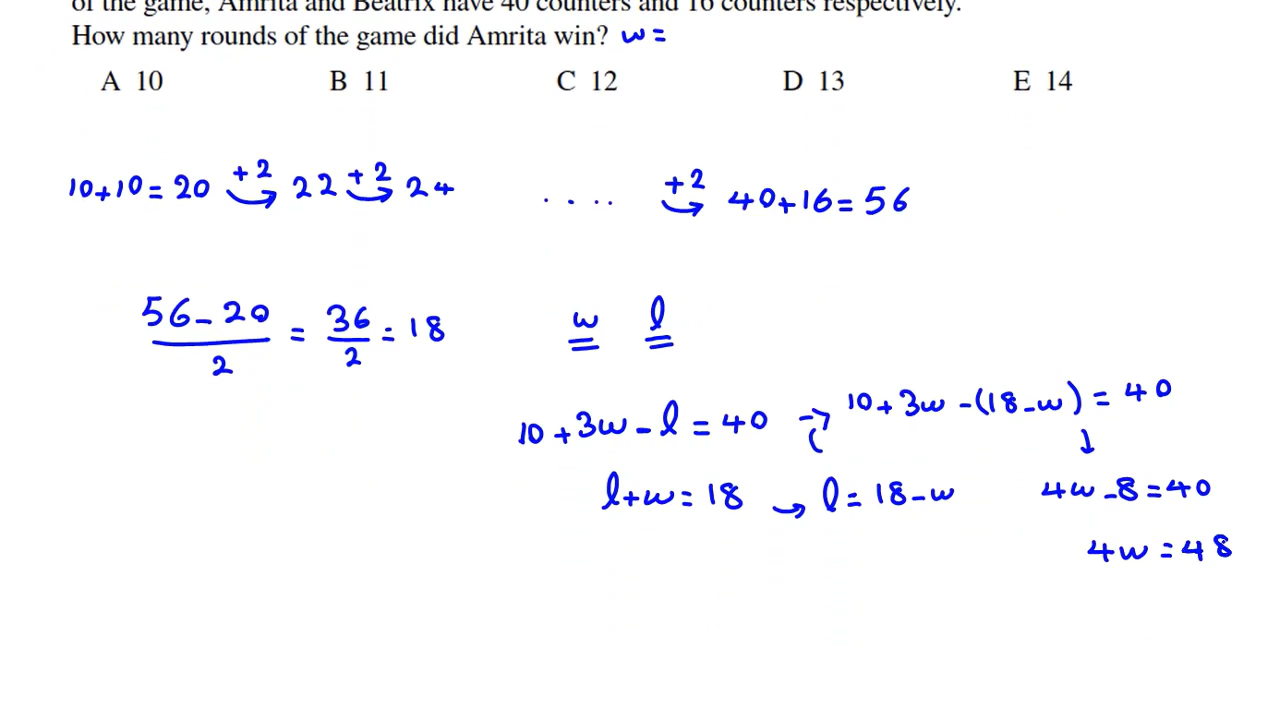 of the game, Amrita and Beatrix have 40 counters and 16 counters respectively.
How many rounds of the game did Amrita win? w =
A 10 B 11 C 12 D 13 E 14
10+10=20 +2 22 +2 24 .... +2 40+16=56
56-20/2 = 36/2 = 18 w l
10+3w-l=40 → 10+3w-(18-w)=40
↓
l+w=18 → l=18-w 4w-8=40
4w=48